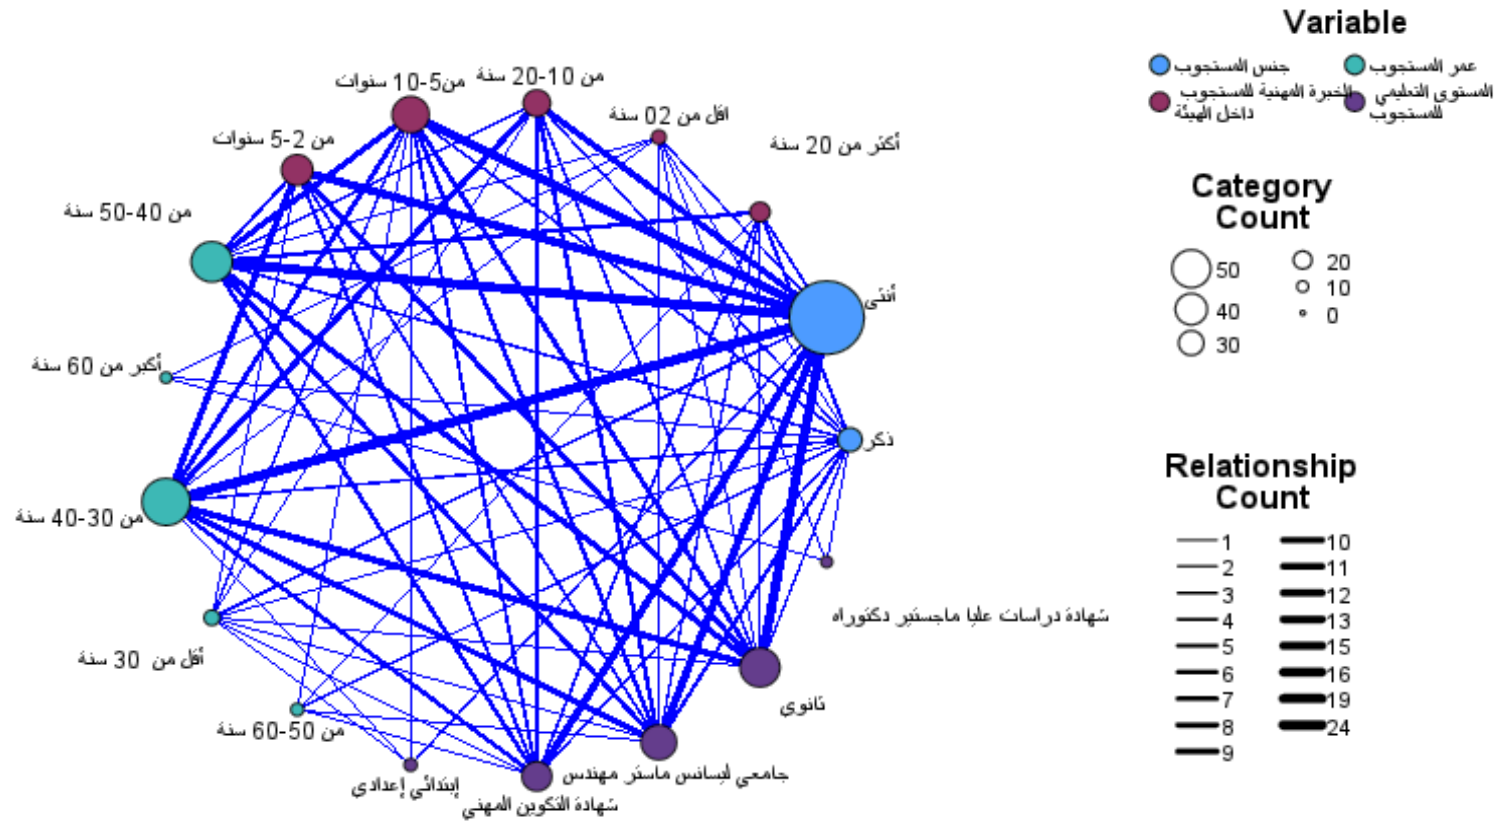 Variable
جنس المستجوب
عمر المستجوب
الخبرة المهنية للمستجوب
داخل الهيئة
المستوى التعليمي
للمستجوب
Category
Count
50
40
30
20
10
0
Relationship
Count
1
2
3
4
5
6
7
8
9
10
11
12
13
15
16
19
24
من 10-20 سنة
من5-10 سنوات
اقل من 02 سنة
من 2-5 سنوات
أكثر من 20 سنة
من 40-50 سنة
أنثى
أكبر من 60 سنة
ذكر
من 30-40 سنة
شهادة دراسات عليا ماجستير دكتوراه
أقل من 30 سنة
ثانوي
من 50-60 سنة
جامعي ليسانس ماستر مهندس
إبتدائي إعدادي
شهادة التكوين المهني